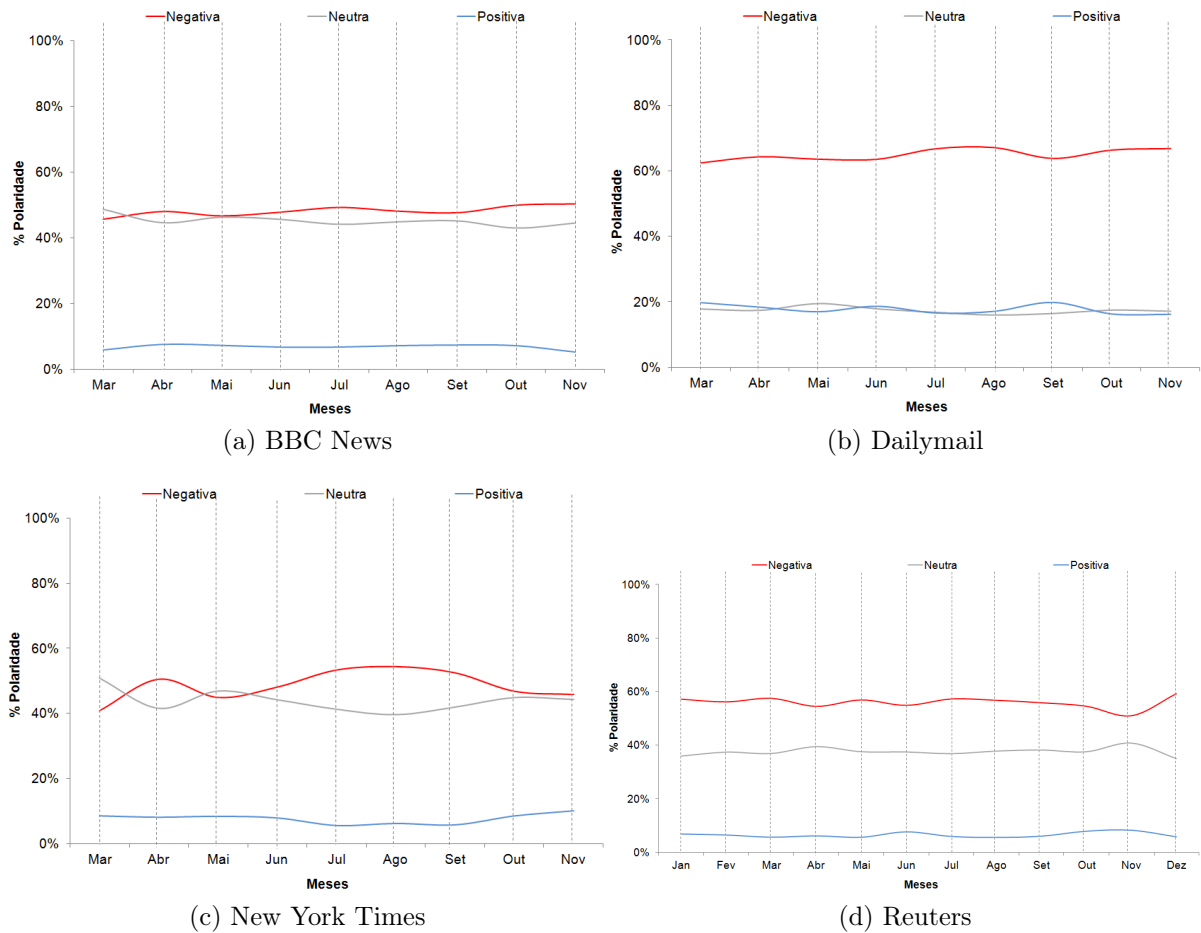 Negativa Neutra Positiva
100%
80%
60%
40%
20%
0%
% Polaridade
Mar Abr Mai Jun Jul Ago Set Out Nov
Meses
(a) BBC News
Negativa Neutra Positiva
100%
80%
60%
40%
20%
0%
% Polaridade
Mar Abr Mai Jun Jul Ago Set Out Nov
Meses
(b) Dailymail
Negativa Neutra Positiva
100%
80%
60%
40%
20%
0%
% Polaridade
Mar Abr Mai Jun Jul Ago Set Out Nov
Meses
(c) New York Times
Negativa Neutra Positiva
100%
80%
60%
40%
20%
0%
% Polaridade
Jan Fev Mar Abr Mai Jun Jul Ago Set Out Nov Dez
Meses
(d) Reuters